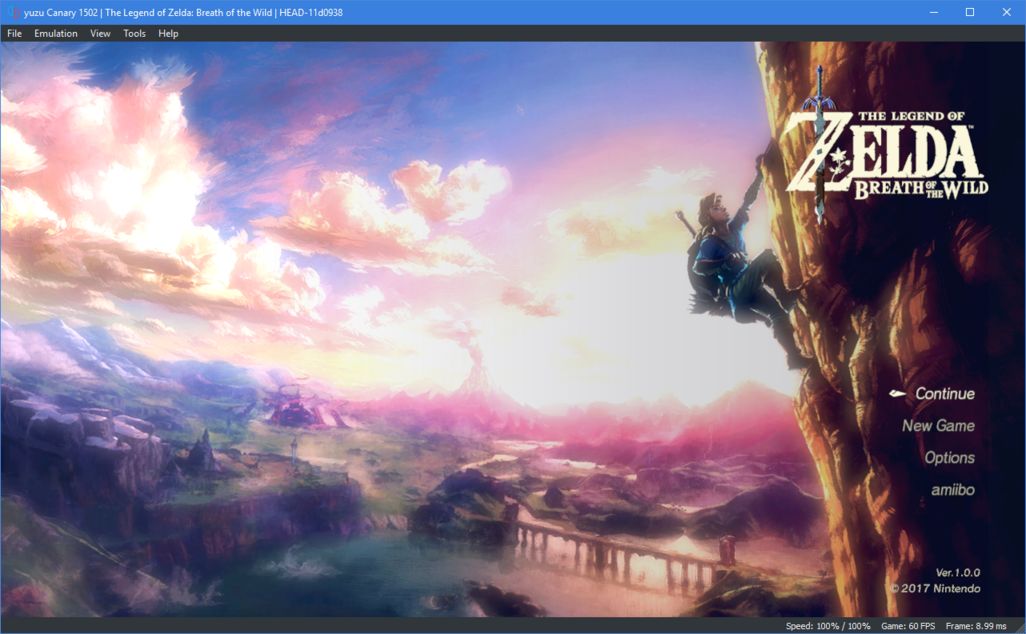 yuzu Canary 1502 | The Legend of Zelda: Breath of the Wild | HEAD-11d0938
File Emulation View Tools Help
THE LEGEND OF
ZELDA™
BREATH OF THE WILD
Continue
New Game
Options
amiibo
Ver.1.0.0
© 2017 Nintendo
Speed: 100% / 100% Game: 60 FPS Frame: 8.99 ms